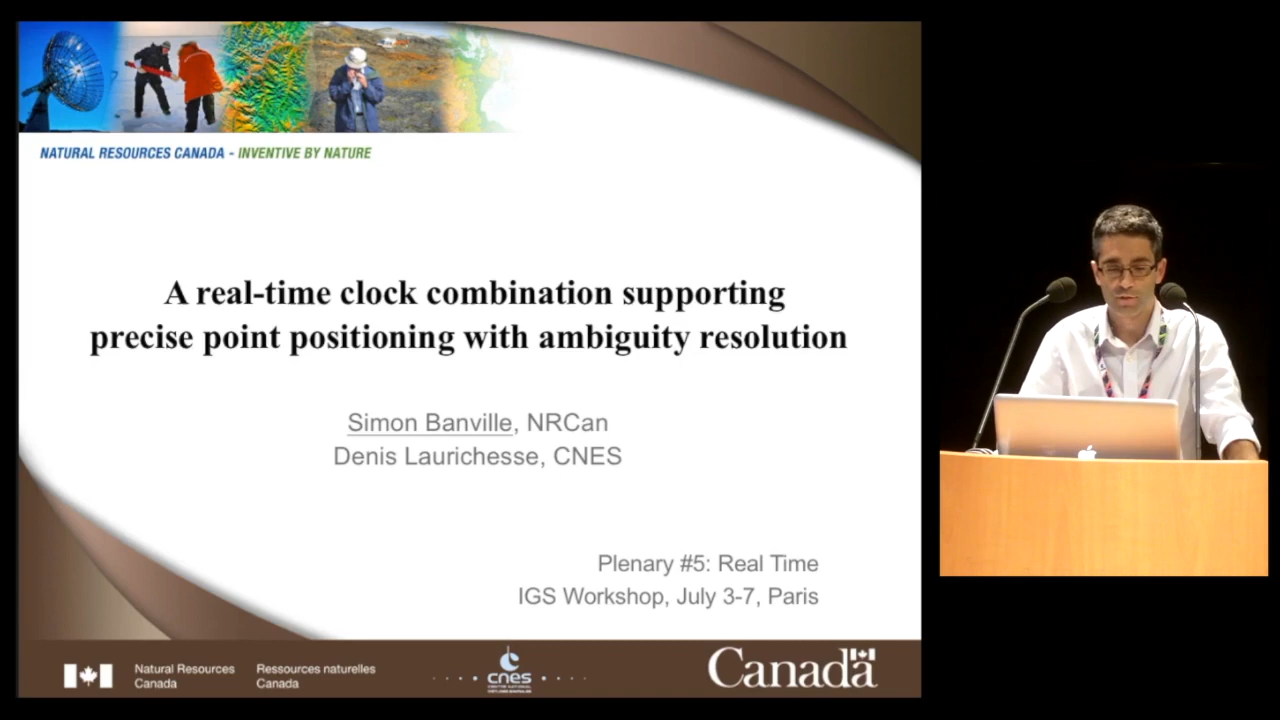 NATURAL RESOURCES CANADA - INVENTIVE BY NATURE
A real-time clock combination supporting
precise point positioning with ambiguity resolution
Simon Banville, NRCan
Denis Laurichesse, CNES
Plenary #5: Real Time
IGS Workshop, July 3-7, Paris
Natural Resources
Canada
Ressources naturelles
Canada
cnes
Canada